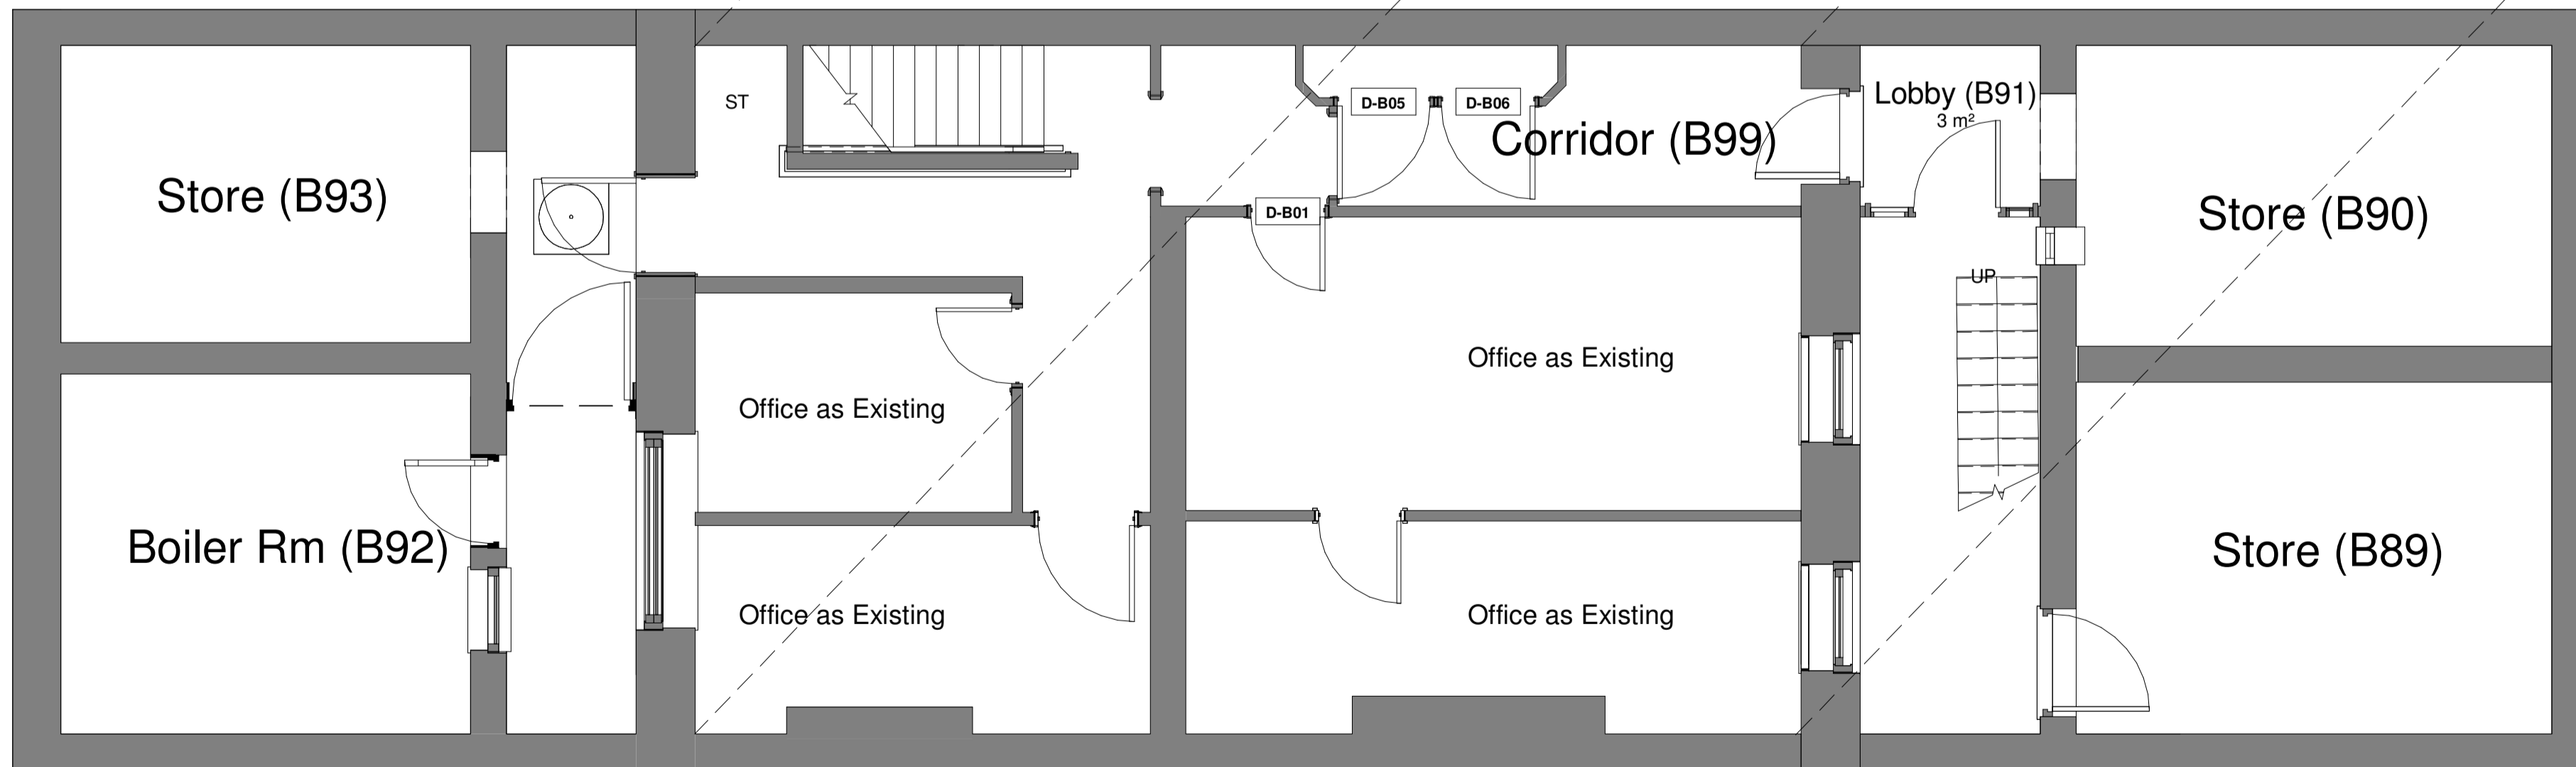 ST
D-B05
D-B06
Lobby (B91)
3 m²
Corridor (B99)
Store (B93)
D-B01
Store (B90)
UP
Office as Existing
Office as Existing
Boiler Rm (B92)
Store (B89)
Office as Existing
Office as Existing